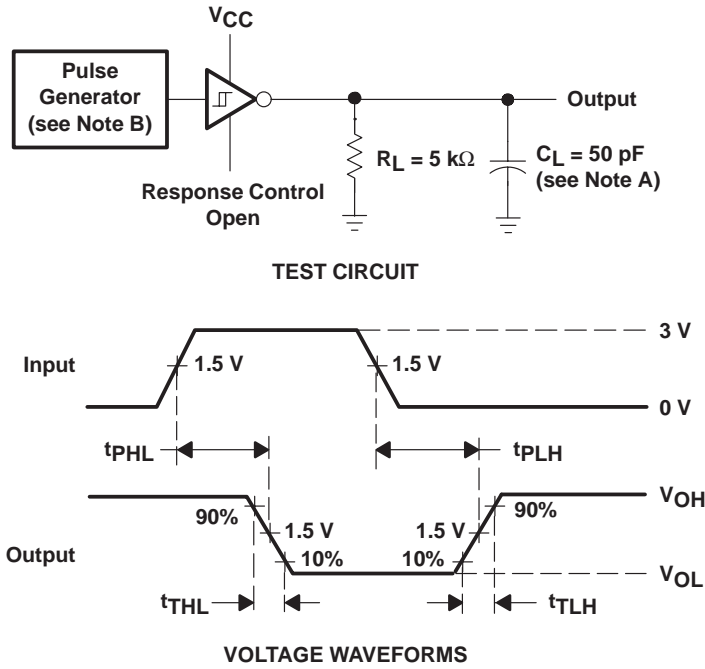 VCC
Pulse
Generator
(see Note B)
Output
RL = 5 kΩ
CL = 50 pF
(see Note A)
Response Control
Open
TEST CIRCUIT
3 V
Input
1.5 V
1.5 V
0 V
tPHL
tPLH
VOH
90%
90%
1.5 V
1.5 V
Output
10%
10%
VOL
tTHL
tTLH
VOLTAGE WAVEFORMS